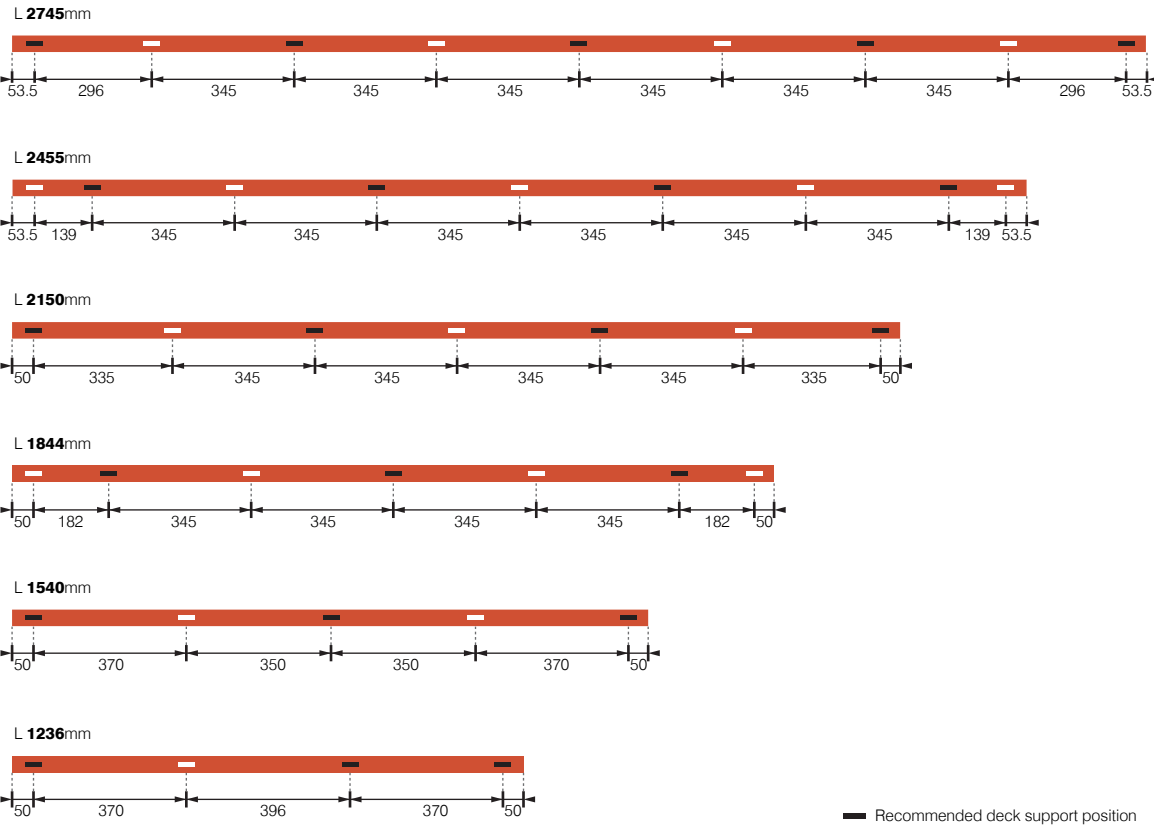 L 2745mm
53.5 296 345 345 345 345 345 345 296 53.5
L 2455mm
53.5 139 345 345 345 345 345 345 139 53.5
L 2150mm
50 335 345 345 345 345 335 50
L 1844mm
50 182 345 345 345 345 182 50
L 1540mm
50 370 350 350 370 50
L 1236mm
50 370 396 370 50
Recommended deck support position